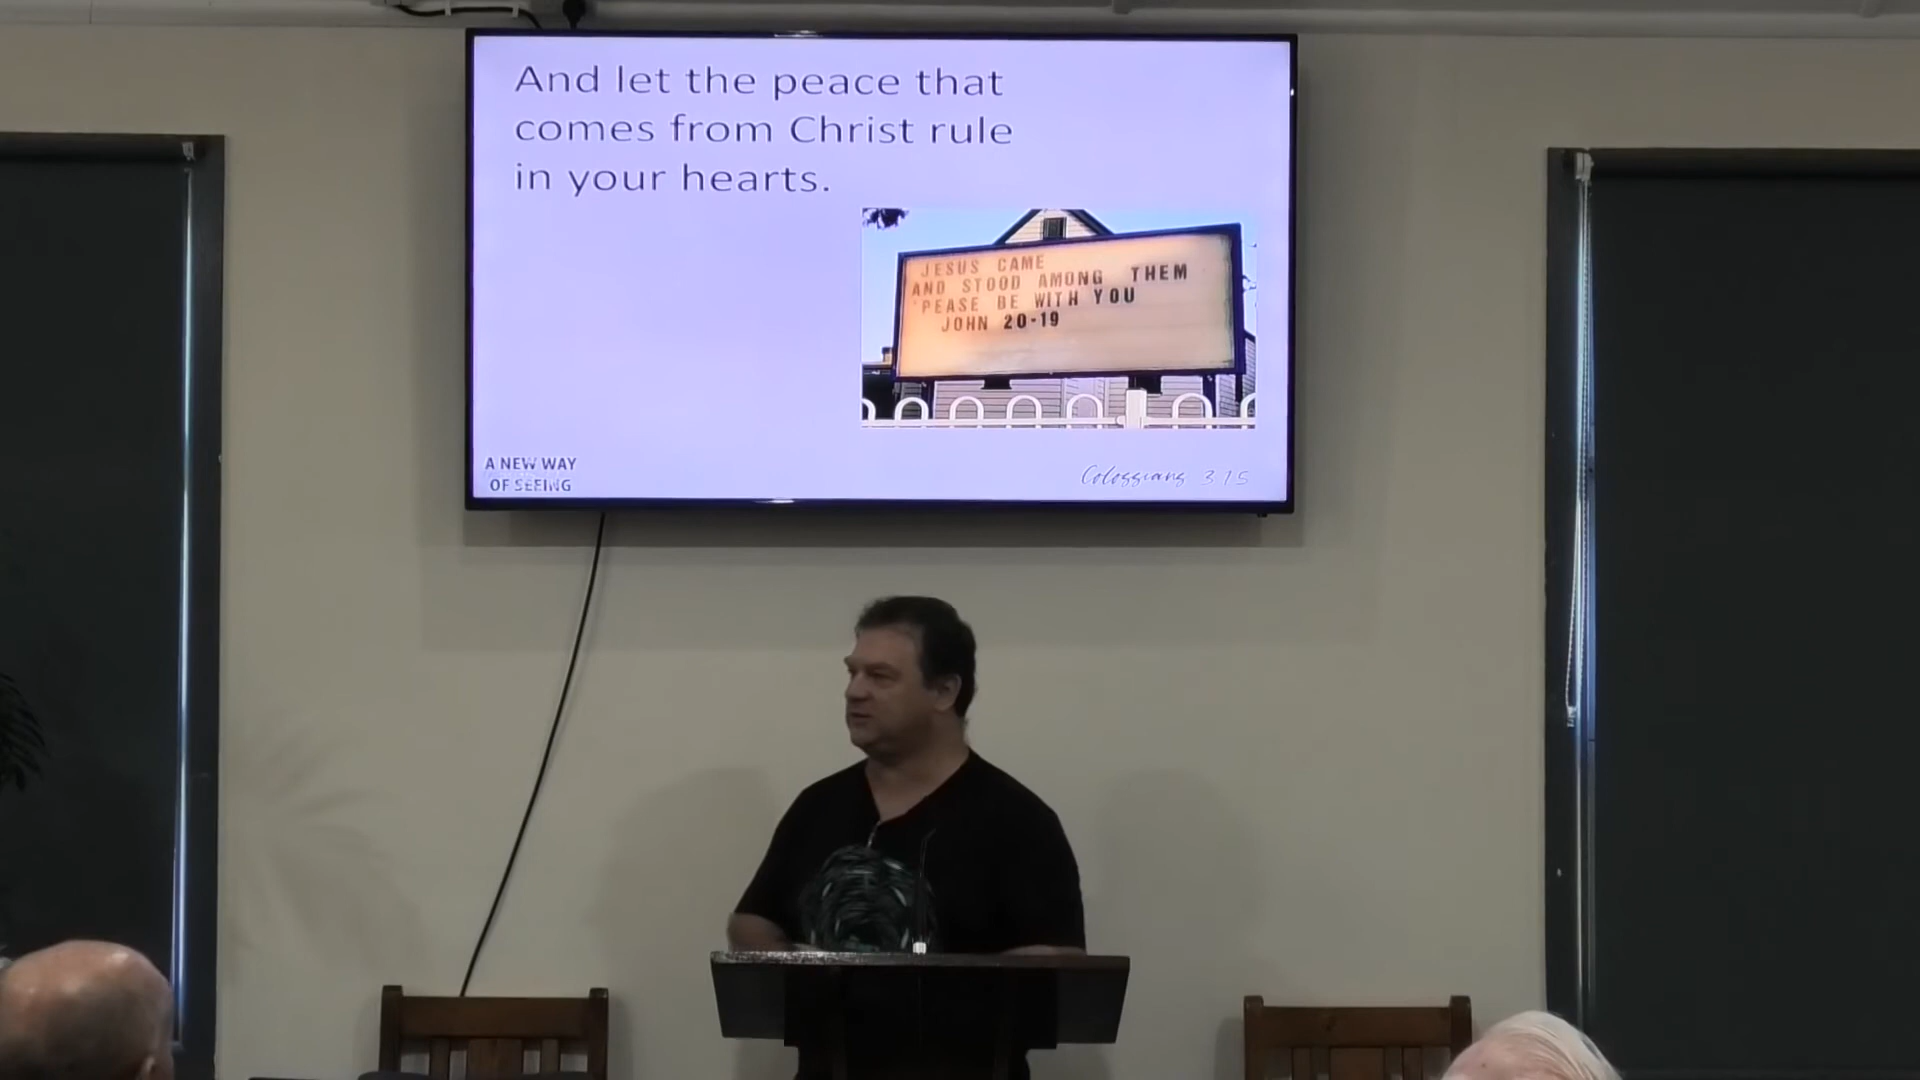 And let the peace that
comes from Christ rule
in your hearts.
JESUS CAME
AND STOOD AMONG THEM
'PEASE BE WITH YOU
JOHN 20-19
A NEW WAY
OF SEEING
Colossians 3 15